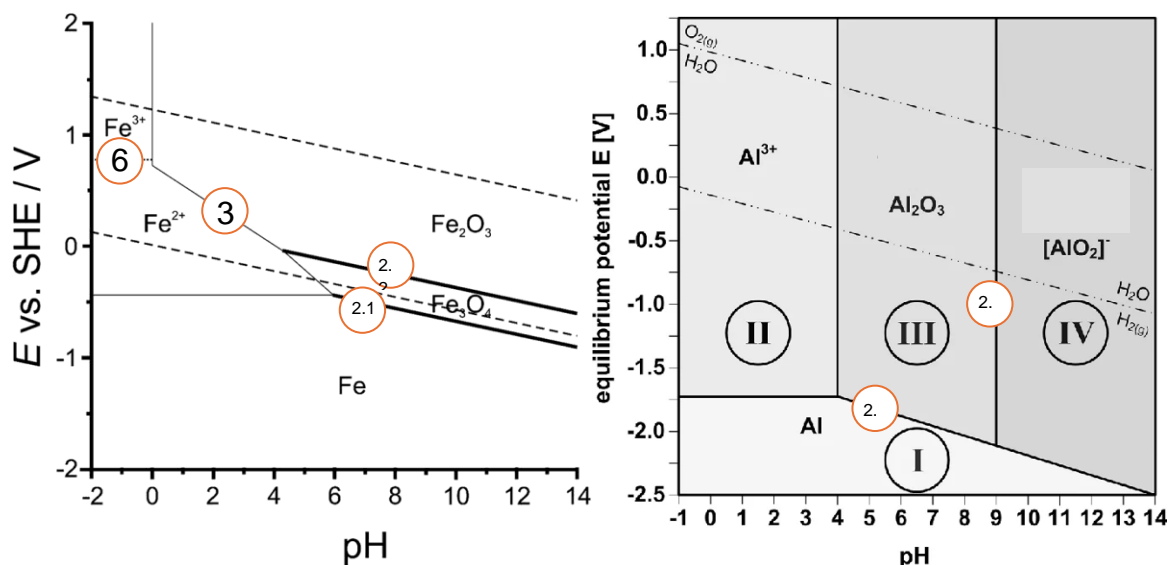 2
1
0
-1
-2
E vs. SHE / V
-2
0
2
4
6
8
10
12
14
pH
Fe³⁺
6
3
Fe²⁺
Fe₂O₃
2.
2
Fe₃O₄
2.1
Fe
equilibrium potential E [V]
1.0
0.5
0.0
-0.5
-1.0
-1.5
-2.0
-2.5
-1 0 1 2 3 4 5 6 7 8 9 10 11 12 13 14
pH
O₂(g)
H₂O
Al³⁺
Al₂O₃
[AlO₂]⁻
H₂O
H₂(g)
2.
II
III
IV
2.
Al
I